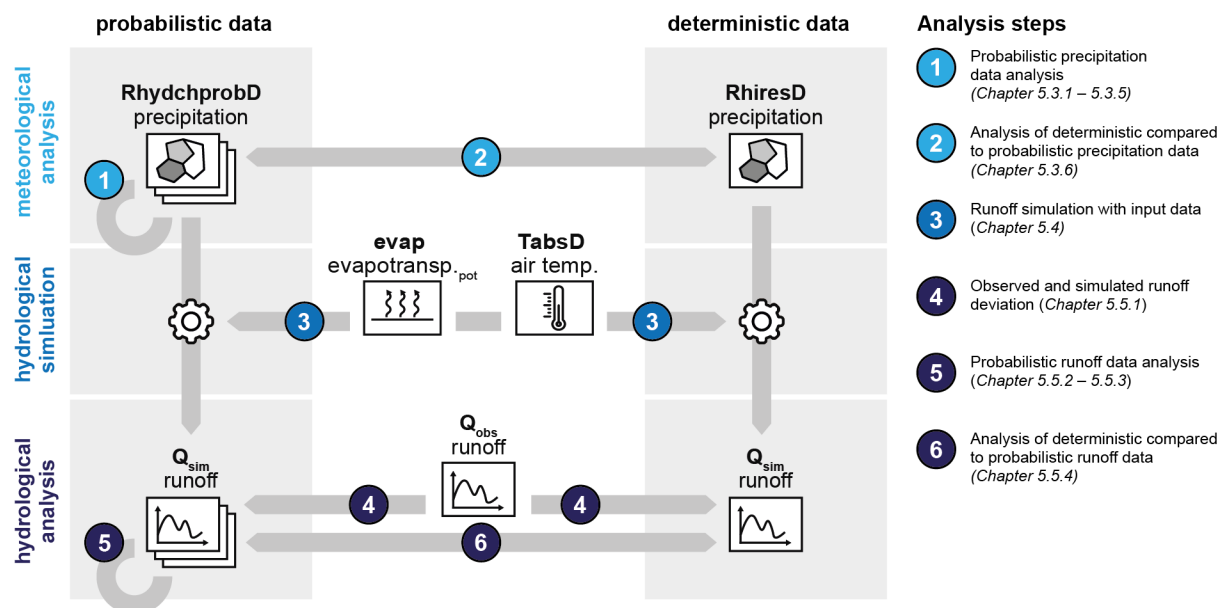 probabilistic data
deterministic data
Analysis steps
meteorological
analysis
RhydchprobD
precipitation
RhiresD
precipitation
1
2
hydrological
simluation
evap
evapotransp.pot
TabsD
air temp.
3
3
hydrological
analysis
Qobs
runoff
Qsim
runoff
Qsim
runoff
4
4
5
6
1
Probabilistic precipitation
data analysis
(Chapter 5.3.1 – 5.3.5)
2
Analysis of deterministic compared
to probabilistic precipitation data
(Chapter 5.3.6)
3
Runoff simulation with input data
(Chapter 5.4)
4
Observed and simulated runoff
deviation (Chapter 5.5.1)
5
Probabilistic runoff data analysis
(Chapter 5.5.2 – 5.5.3)
6
Analysis of deterministic compared
to probabilistic runoff data
(Chapter 5.5.4)